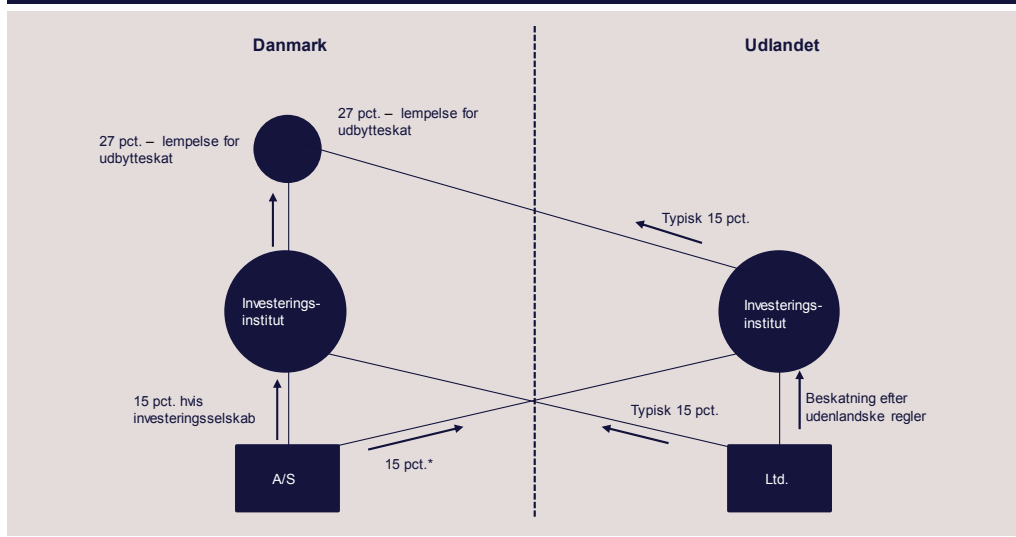 Danmark
Udlandet
27 pct. – lempelse for
udbytteskat
27 pct. – lempelse for
udbytteskat
Typisk 15 pct.
Investerings-
institut
Investerings-
institut
15 pct. hvis
investeringsselskab
Typisk 15 pct.
Beskatning efter
udenlandske regler
15 pct.*
A/S
Ltd.